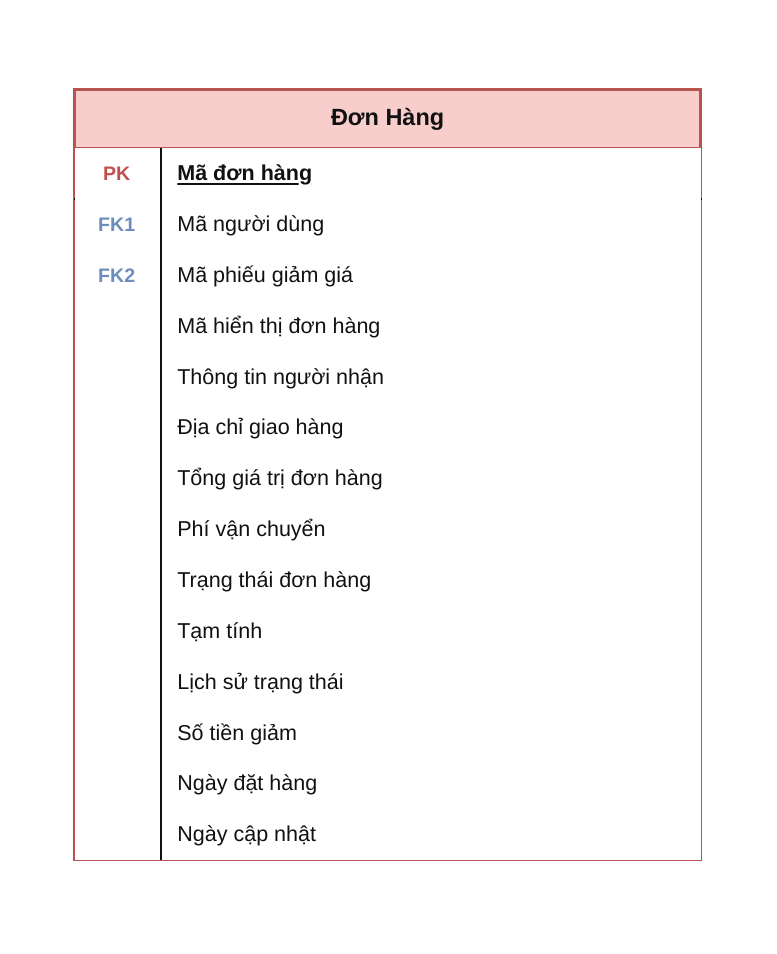 Đơn Hàng
PK Mã đơn hàng
FK1 Mã người dùng
FK2 Mã phiếu giảm giá
Mã hiển thị đơn hàng
Thông tin người nhận
Địa chỉ giao hàng
Tổng giá trị đơn hàng
Phí vận chuyển
Trạng thái đơn hàng
Tạm tính
Lịch sử trạng thái
Số tiền giảm
Ngày đặt hàng
Ngày cập nhật